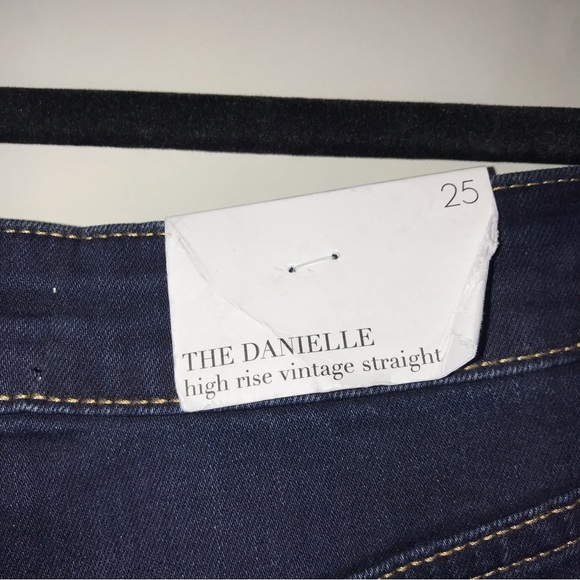 25
THE DANIELLE
high rise vintage straight